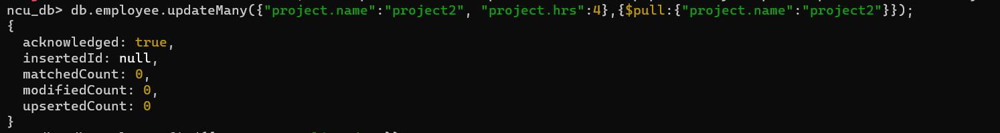 ncu_db> db.employee.updateMany({"project.name":"project2", "project.hrs":4},{$pull:{"project.name":"project2"}});
{
  acknowledged: true,
  insertedId: null,
  matchedCount: 0,
  modifiedCount: 0,
  upsertedCount: 0
}